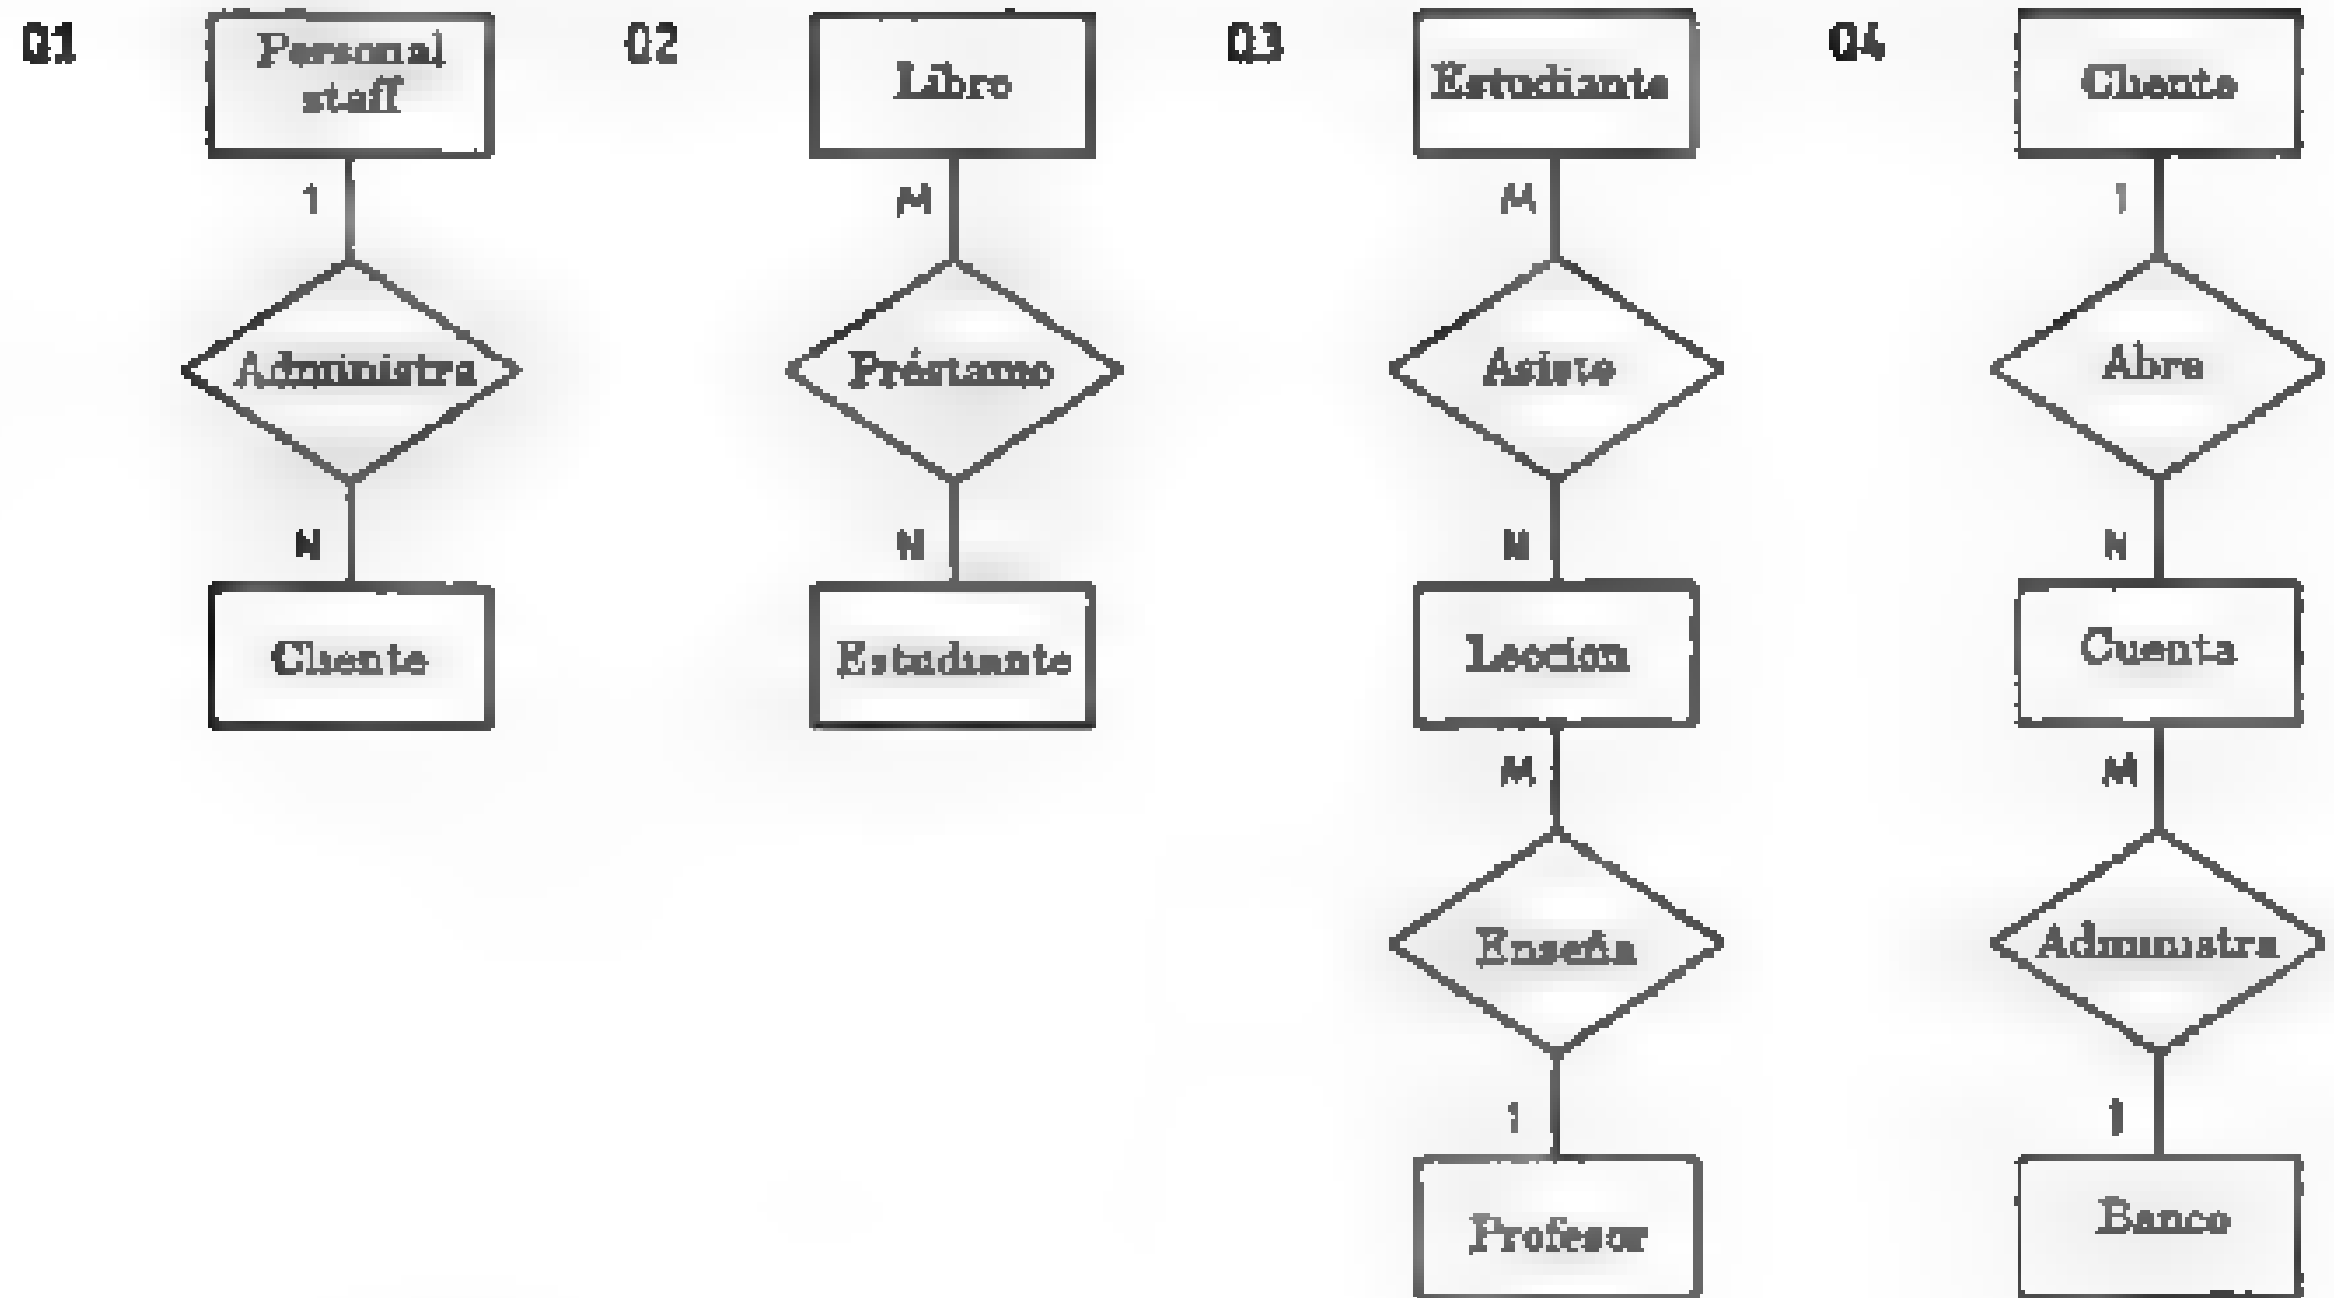 Q1
Personal
staff
1
Administra
N
Cliente
Q2
Libro
M
Préstamo
N
Estudiante
Q3
Estudiante
M
Asiste
N
Leccion
M
Enseña
1
Profesor
Q4
Cliente
1
Abre
N
Cuenta
M
Administra
1
Banco